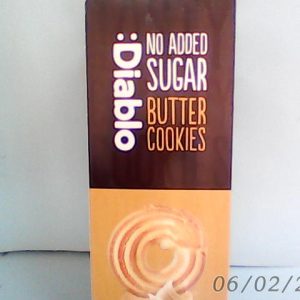 :Diablo
NO ADDED
SUGAR
BUTTER
COOKIES
06/02/2